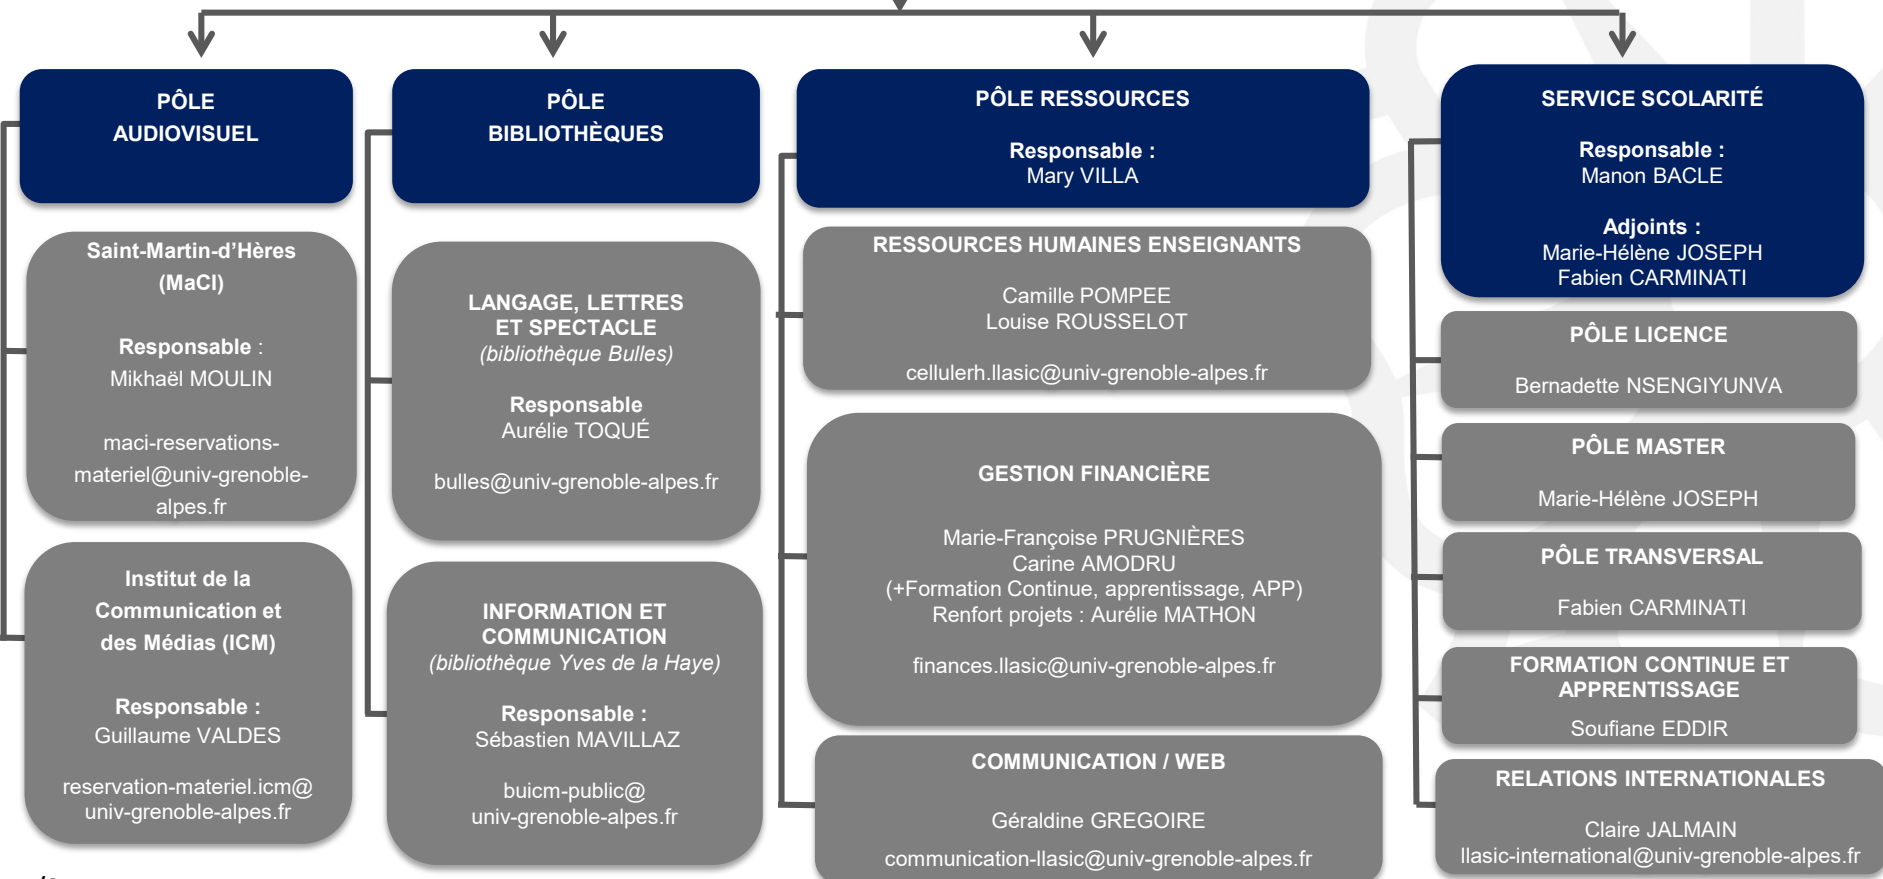 PÔLE
AUDIOVISUEL
Saint-Martin-d’Hères
(MaCI)
Responsable :
Mikhaël MOULIN
maci-reservations-
materiel@univ-grenoble-
alpes.fr
Institut de la
Communication et
des Médias (ICM)
Responsable :
Guillaume VALDES
reservation-materiel.icm@
univ-grenoble-alpes.fr
PÔLE
BIBLIOTHÈQUES
LANGAGE, LETTRES
ET SPECTACLE
(bibliothèque Bulles)
Responsable
Aurélie TOQUÉ
bulles@univ-grenoble-alpes.fr
INFORMATION ET
COMMUNICATION
(bibliothèque Yves de la Haye)
Responsable :
Sébastien MAVILLAZ
buicm-public@
univ-grenoble-alpes.fr
PÔLE RESSOURCES
Responsable :
Mary VILLA
RESSOURCES HUMAINES ENSEIGNANTS
Camille POMPEE
Louise ROUSSELOT
cellulerh.llasic@univ-grenoble-alpes.fr
GESTION FINANCIÈRE
Marie-Françoise PRUGNIÈRES
Carine AMODRU
(+Formation Continue, apprentissage, APP)
Renfort projets : Aurélie MATHON
finances.llasic@univ-grenoble-alpes.fr
COMMUNICATION / WEB
Géraldine GREGOIRE
communication-llasic@univ-grenoble-alpes.fr
SERVICE SCOLARITÉ
Responsable :
Manon BACLE
Adjoints :
Marie-Hélène JOSEPH
Fabien CARMINATI
PÔLE LICENCE
Bernadette NSENGIYUNVA
PÔLE MASTER
Marie-Hélène JOSEPH
PÔLE TRANSVERSAL
Fabien CARMINATI
FORMATION CONTINUE ET
APPRENTISSAGE
Soufiane EDDIR
RELATIONS INTERNATIONALES
Claire JALMAIN
llasic-international@univ-grenoble-alpes.fr